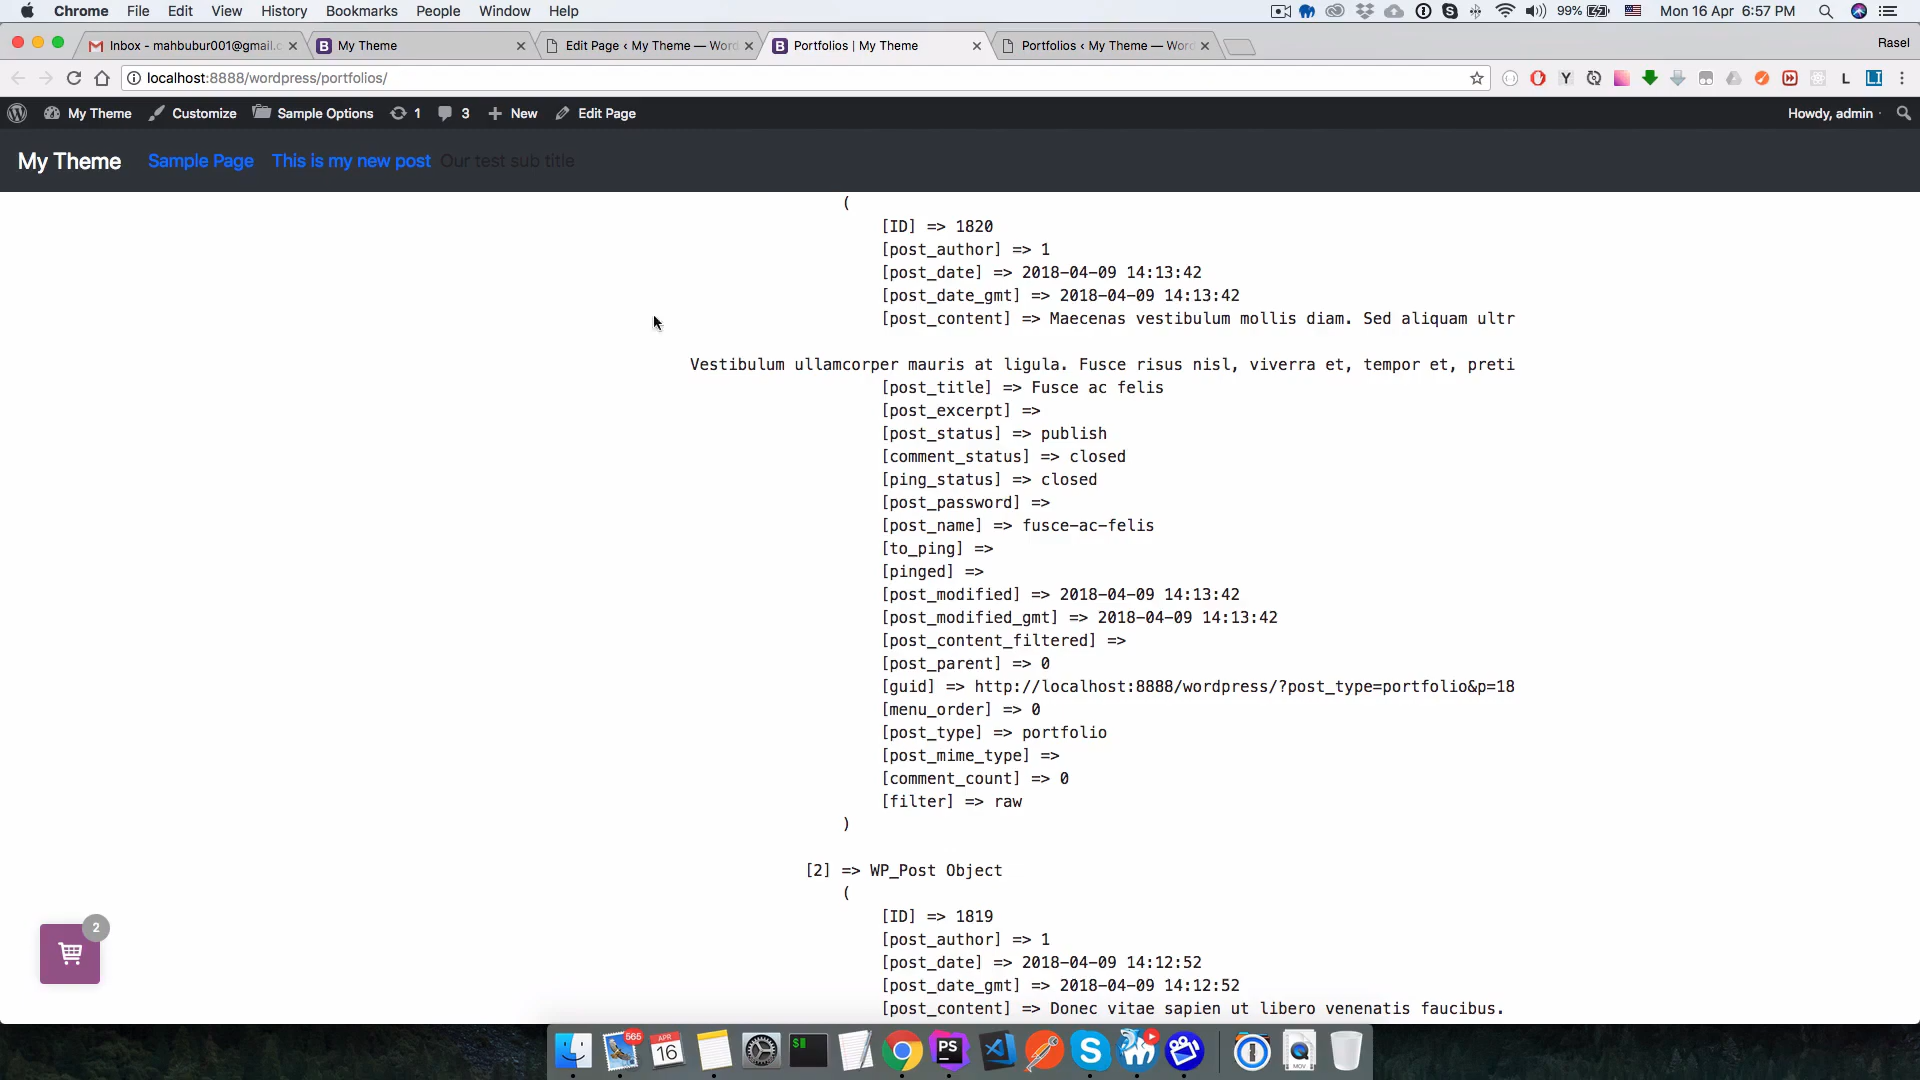 Chrome File Edit View History Bookmarks People Window Help 99% Mon 16 Apr 6:57 PM
Inbox - mahbubur001@gmail.c My Theme Edit Page ‹ My Theme — Word Portfolios | My Theme Portfolios ‹ My Theme — Word Rasel
localhost:8888/wordpress/portfolios/
My Theme Customize Sample Options 1 3 New Edit Page Howdy, admin
My Theme Sample Page This is my new post Our test sub title
(
[ID] => 1820
[post_author] => 1
[post_date] => 2018-04-09 14:13:42
[post_date_gmt] => 2018-04-09 14:13:42
[post_content] => Maecenas vestibulum mollis diam. Sed aliquam ultr
Vestibulum ullamcorper mauris at ligula. Fusce risus nisl, viverra et, tempor et, preti
[post_title] => Fusce ac felis
[post_excerpt] =>
[post_status] => publish
[comment_status] => closed
[ping_status] => closed
[post_password] =>
[post_name] => fusce-ac-felis
[to_ping] =>
[pinged] =>
[post_modified] => 2018-04-09 14:13:42
[post_modified_gmt] => 2018-04-09 14:13:42
[post_content_filtered] =>
[post_parent] => 0
[guid] => http://localhost:8888/wordpress/?post_type=portfolio&p=18
[menu_order] => 0
[post_type] => portfolio
[post_mime_type] =>
[comment_count] => 0
[filter] => raw
)
[2] => WP_Post Object
(
[ID] => 1819
[post_author] => 1
[post_date] => 2018-04-09 14:12:52
[post_date_gmt] => 2018-04-09 14:12:52
[post_content] => Donec vitae sapien ut libero venenatis faucibus.
2
565
APR
16
PS